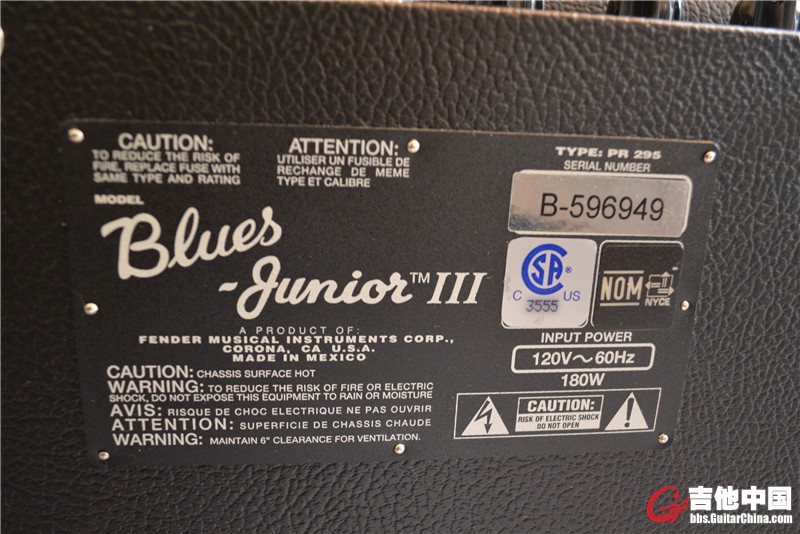 CAUTION:
TO REDUCE THE RISK OF
FIRE, REPLACE FUSE WITH
SAME TYPE AND RATING
ATTENTION:
UTILISER UN FUSIBLE DE
RECHANGE DE MEME
TYPE ET CALIBRE
TYPE: PR 295
SERIAL NUMBER
B-596949
MODEL
Blues
-Junior™ III
CSA®
C US
3555
NOM
NYCE
A PRODUCT OF:
FENDER MUSICAL INSTRUMENTS CORP.,
CORONA, CA U.S.A.
MADE IN MEXICO
INPUT POWER
120V~60Hz
180W
CAUTION: CHASSIS SURFACE HOT
WARNING: TO REDUCE THE RISK OF FIRE OR ELECTRIC
SHOCK, DO NOT EXPOSE THIS EQUIPMENT TO RAIN OR MOISTURE
AVIS: RISQUE DE CHOC ELECTRIQUE NE PAS OUVRIR
ATTENTION: SUPERFICIE DE CHASSIS CHAUDE
WARNING: MAINTAIN 6" CLEARANCE FOR VENTILATION.
CAUTION:
RISK OF ELECTRIC SHOCK
DO NOT OPEN
吉他中国
bbs.GuitarChina.com